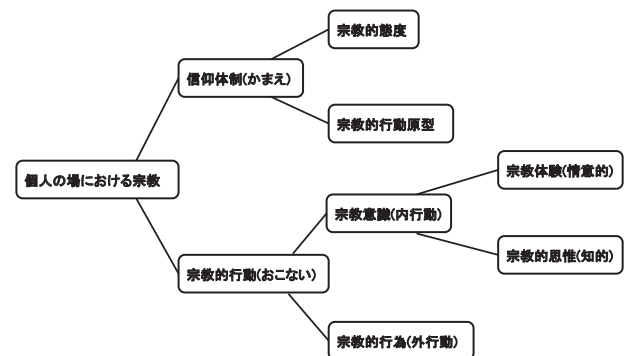 宗教的態度
信仰体制(かまえ)
宗教的行動原型
個人の場における宗教
宗教体験(情意的)
宗教意識(内行動)
宗教的思惟(知的)
宗教的行動(おこない)
宗教的行為(外行動)